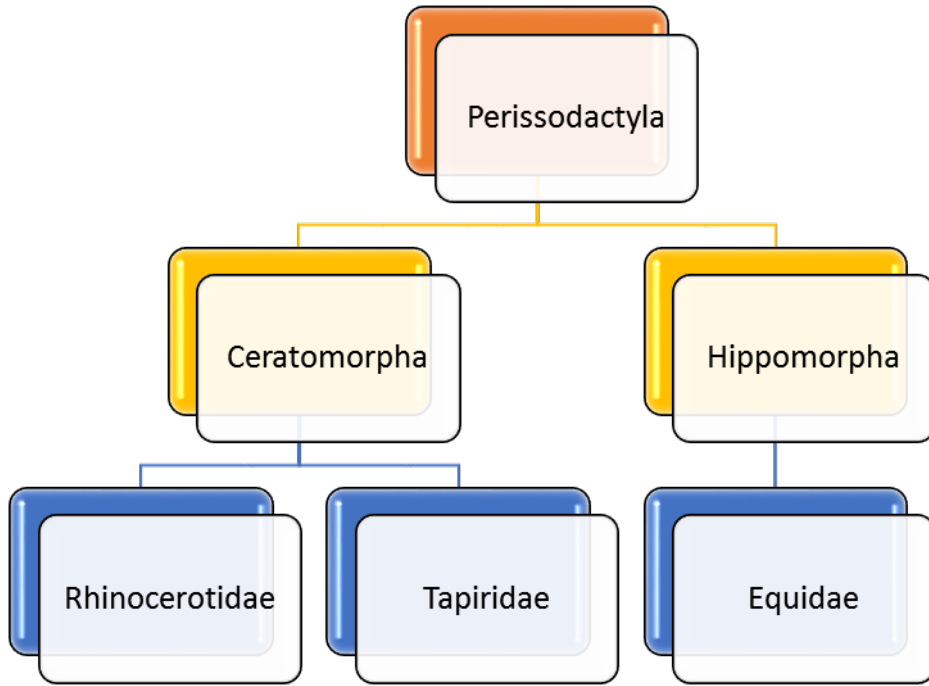 Perissodactyla
Ceratomorpha
Hippomorpha
Rhinocerotidae
Tapiridae
Equidae